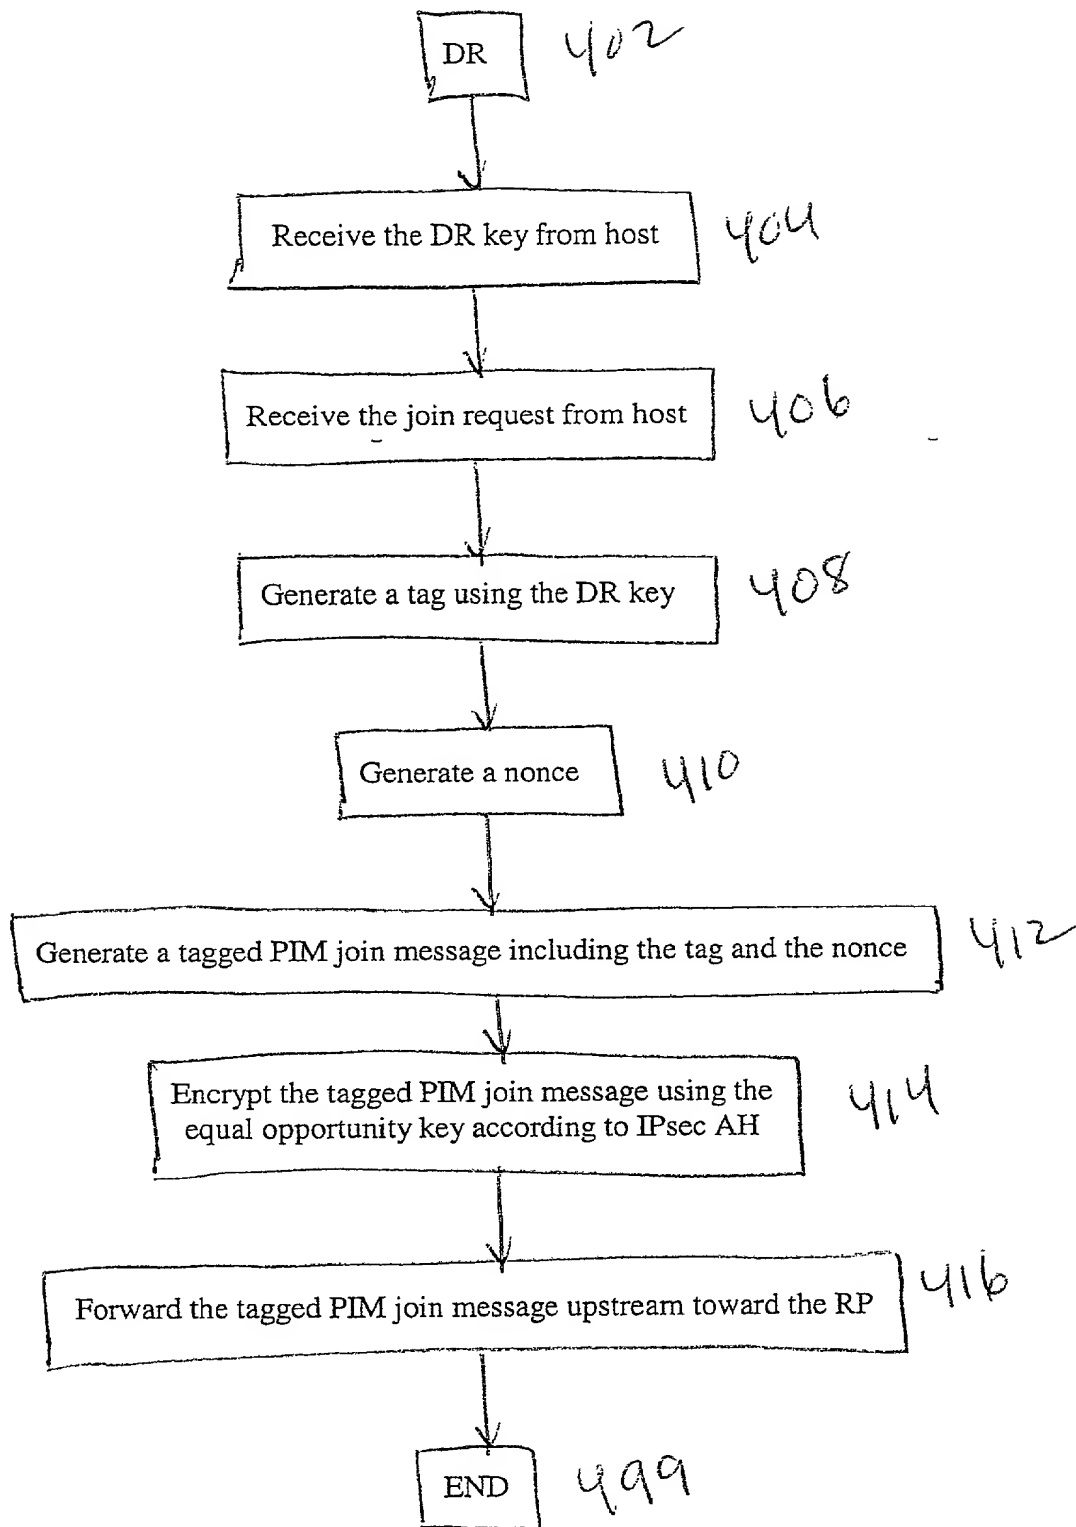 DR 402
Receive the DR key from host 404
Receive the join request from host 406
Generate a tag using the DR key 408
Generate a nonce 410
Generate a tagged PIM join message including the tag and the nonce 412
Encrypt the tagged PIM join message using the
equal opportunity key according to IPsec AH 414
Forward the tagged PIM join message upstream toward the RP 416
END 499